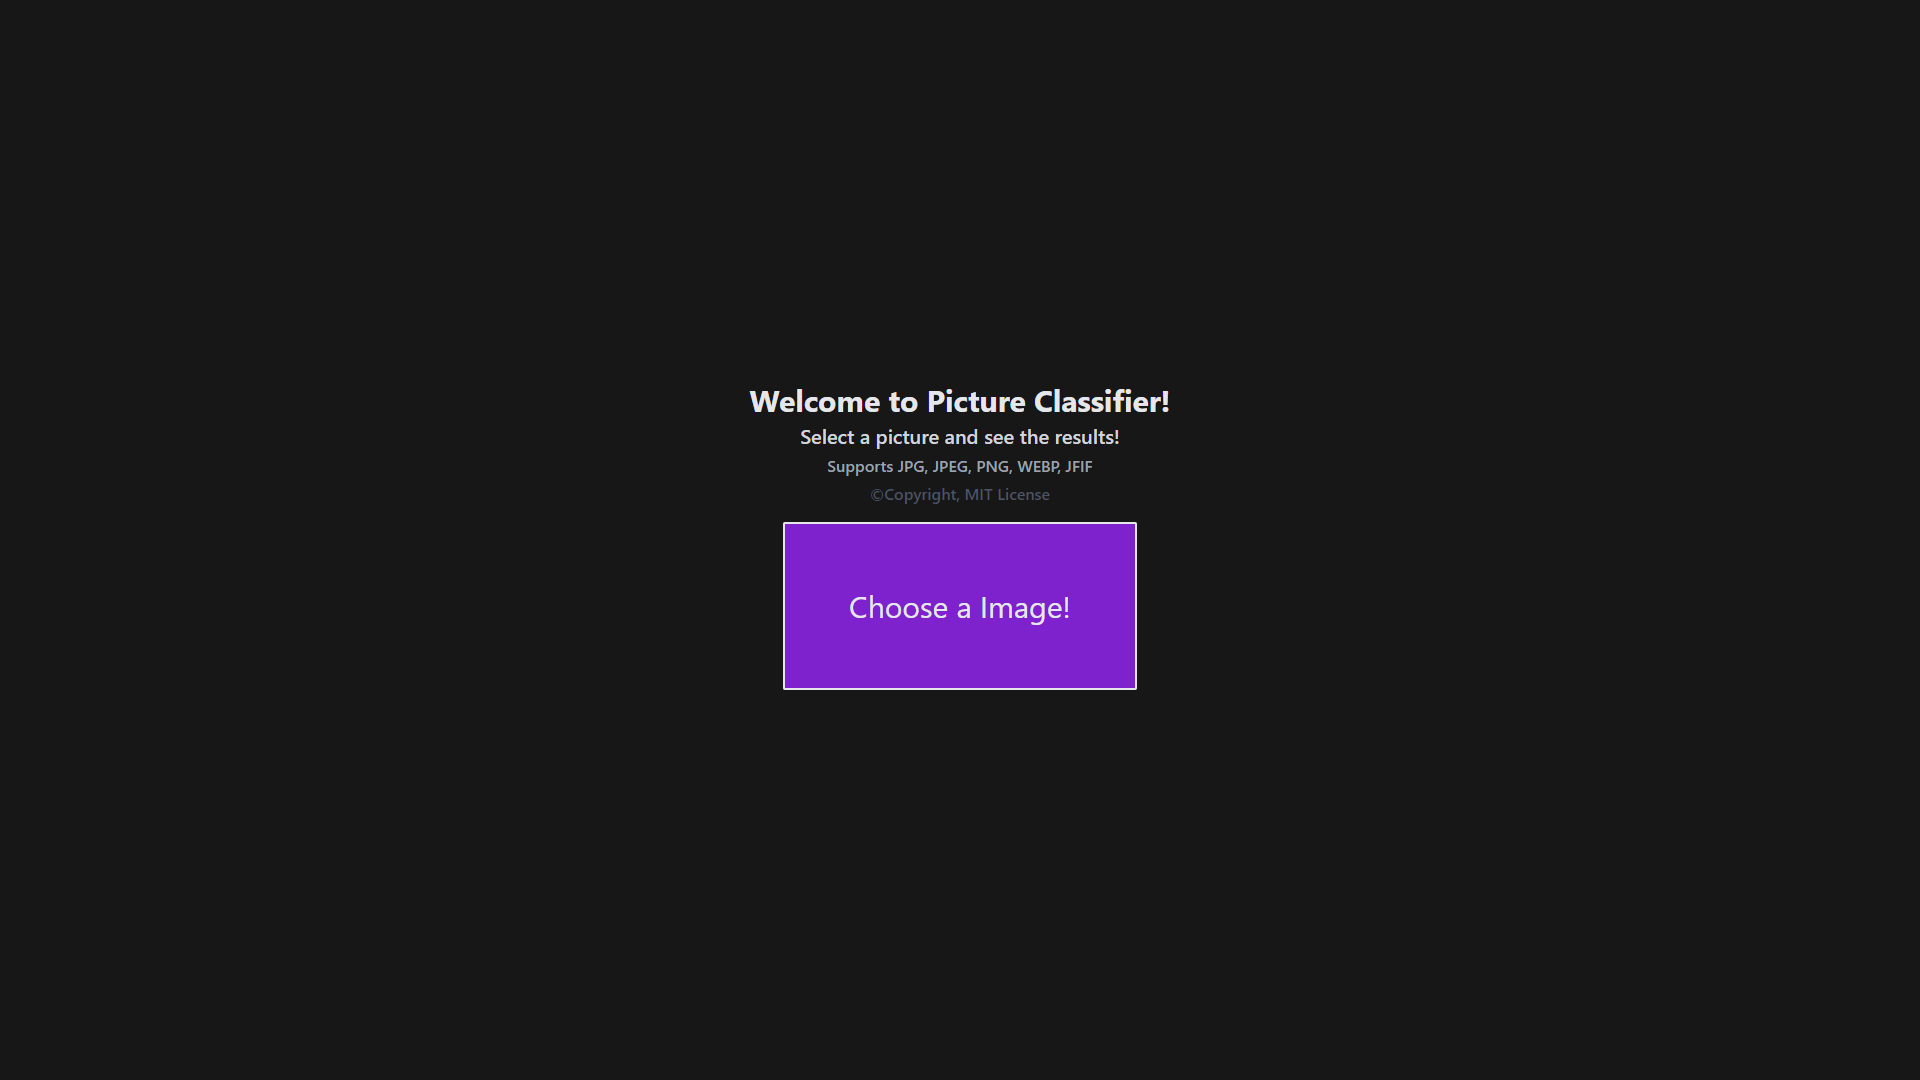 Welcome to Picture Classifier!
Select a picture and see the results!
Supports JPG, JPEG, PNG, WEBP, JFIF
©Copyright, MIT License
Choose a Image!